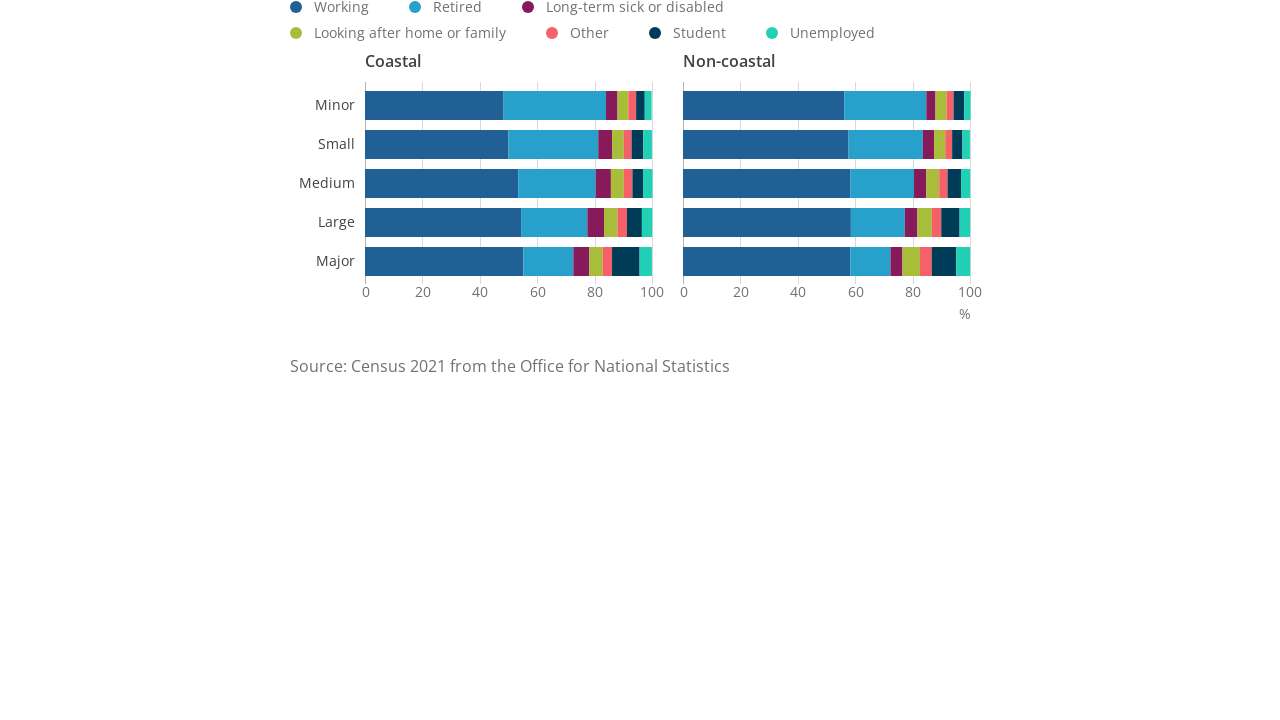 Working Retired Long-term sick or disabled
Looking after home or family Other Student Unemployed
Coastal Non-coastal
Minor
Small
Medium
Large
Major
0 20 40 60 80 100 0 20 40 60 80 100
%
Source: Census 2021 from the Office for National Statistics